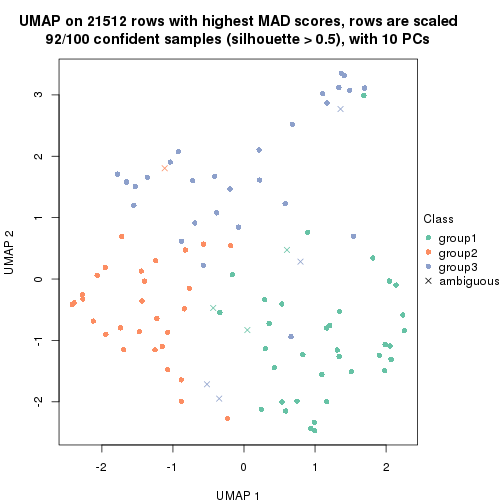 UMAP on 21512 rows with highest MAD scores, rows are scaled
92/100 confident samples (silhouette > 0.5), with 10 PCs
3
2
1
0
-1
-2
UMAP 2
-2
-1
0
1
2
UMAP 1
Class
group1
group2
group3
ambiguous